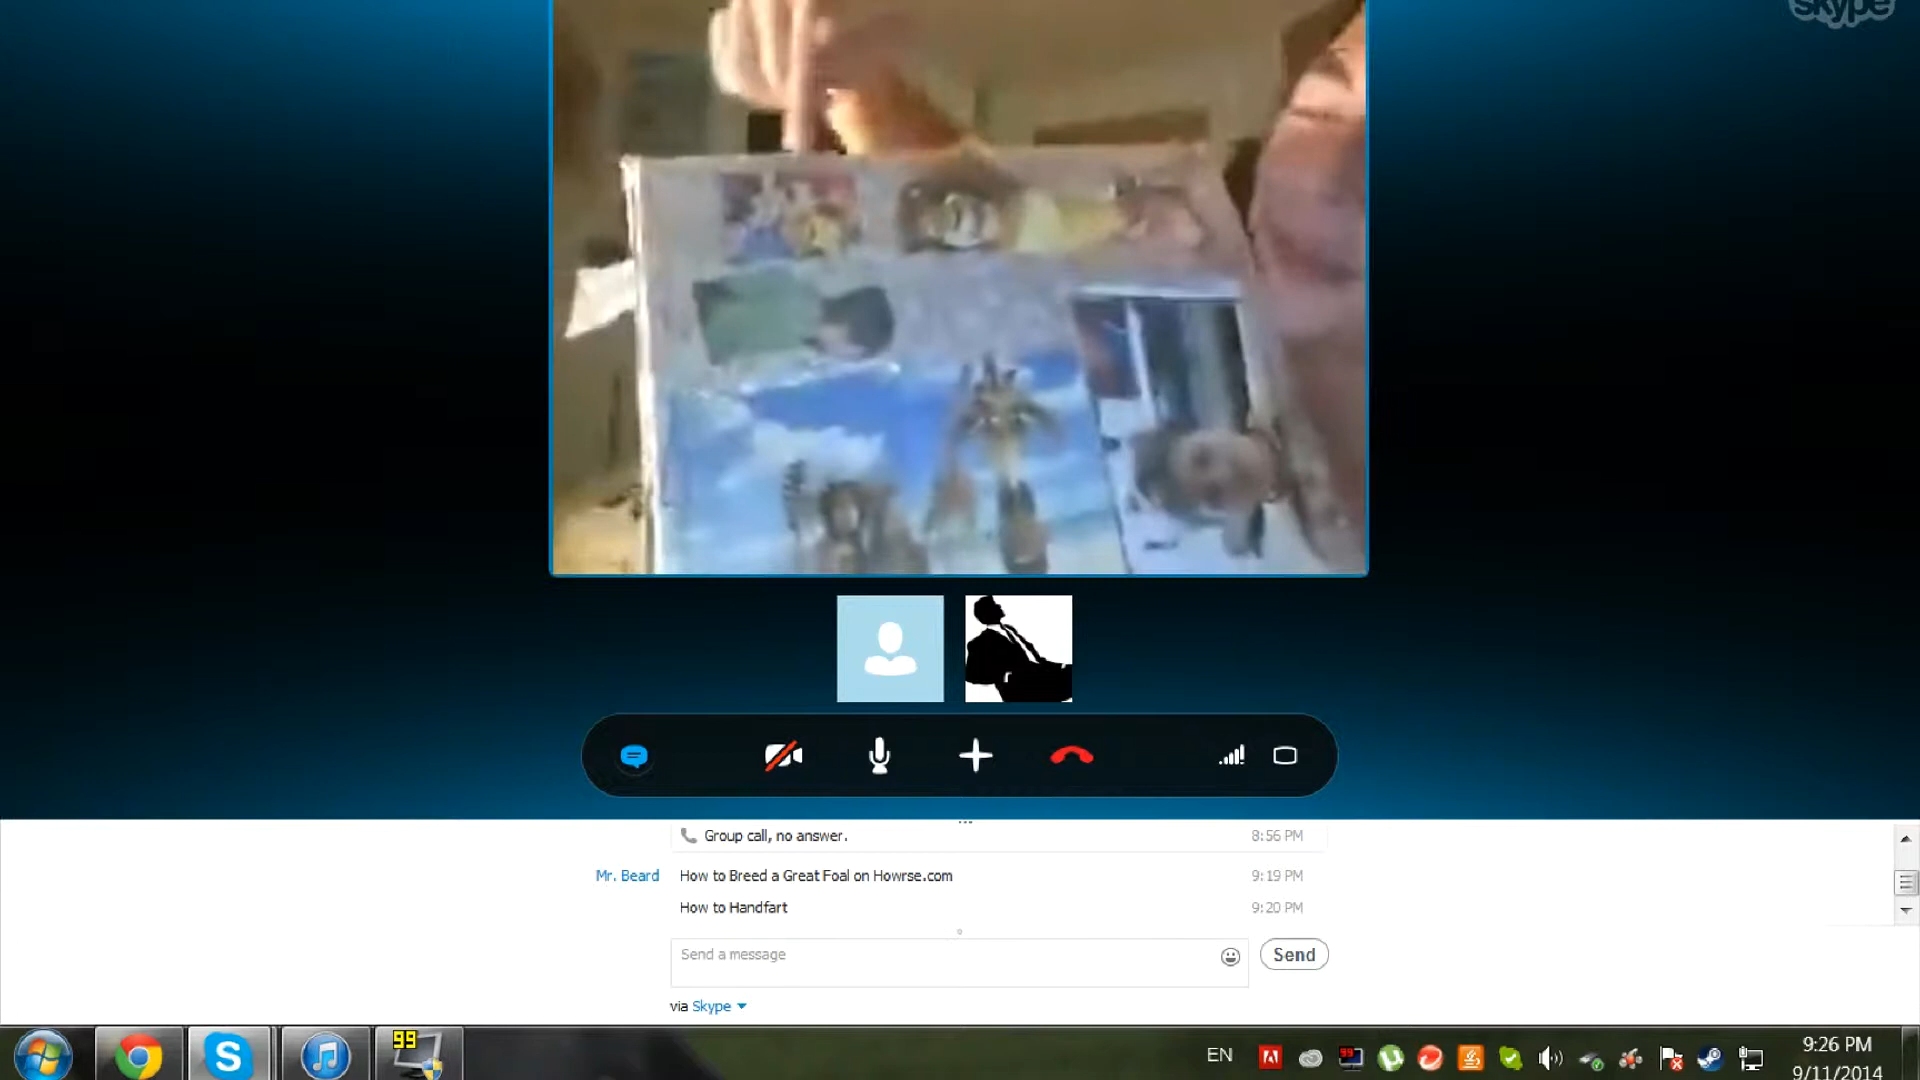 skype
Group call, no answer. 8:56 PM
Mr. Beard How to Breed a Great Foal on Howrse.com 9:19 PM
How to Handfart 9:20 PM
Send a message Send
via Skype
99 EN 99 9:26 PM
9/11/2014